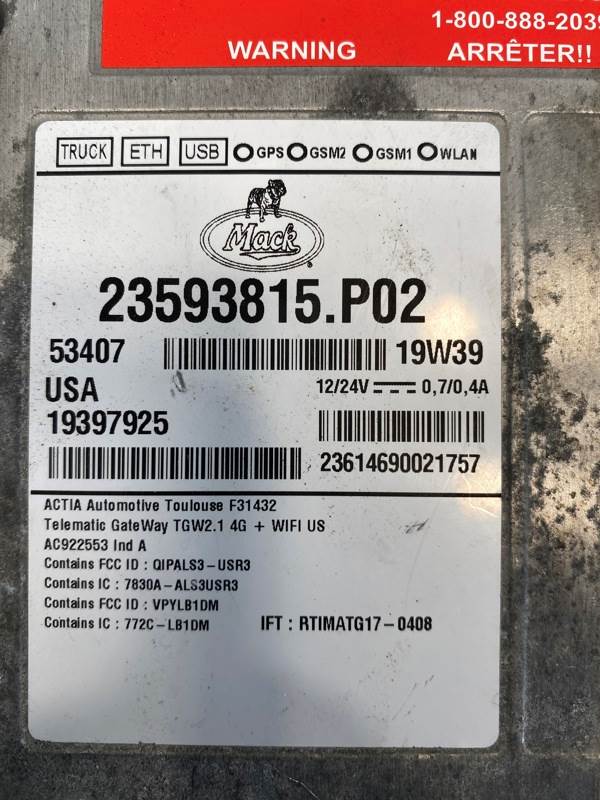 1-800-888-2039
WARNING ARRÊTER!!
TRUCK ETH USB GPS GSM2 GSM1 WLAN
Mack
23593815.P02
53407 19W39
USA 12/24V 0,7/0,4A
19397925
23614690021757
ACTIA Automotive Toulouse F31432
Telematic GateWay TGW2.1 4G + WIFI US
AC922553 Ind A
Contains FCC ID : QIPALS3-USR3
Contains IC : 7830A-ALS3USR3
Contains FCC ID : VPYLB1DM
Contains IC : 772C-LB1DM IFT : RTIMATG17-0408